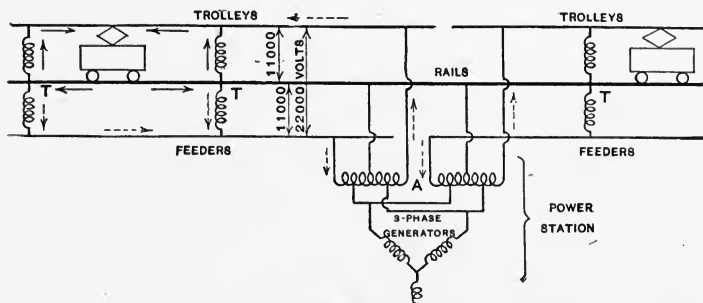 TROLLEYS
TROLLEYS
11000
VOLTS
RAILS
T
T
T
11000
22000
FEEDERS
FEEDERS
A
3-PHASE
GENERATORS
POWER
STATION